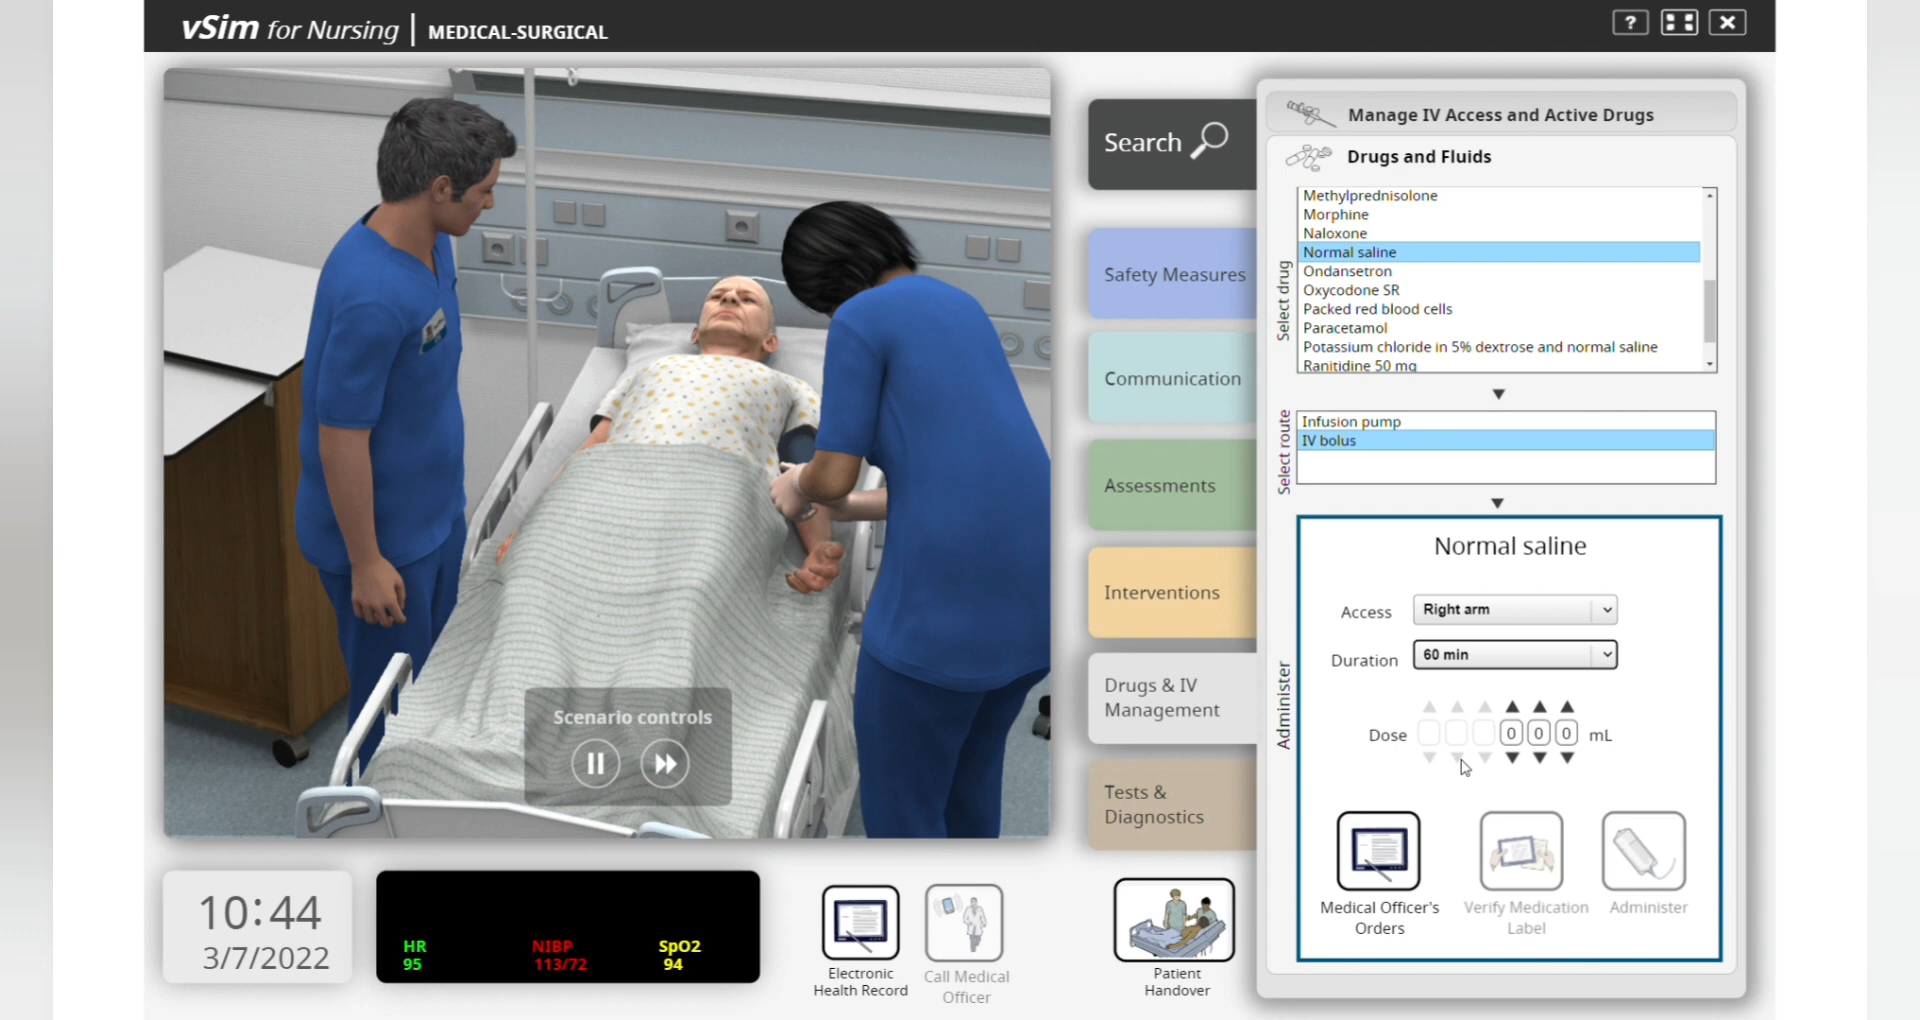 vSim for Nursing | MEDICAL-SURGICAL
?
Search
Safety Measures
Communication
Assessments
Interventions
Drugs & IV
Management
Tests &
Diagnostics
Manage IV Access and Active Drugs
Drugs and Fluids
Select drug
Methylprednisolone
Morphine
Naloxone
Normal saline
Ondansetron
Oxycodone SR
Packed red blood cells
Paracetamol
Potassium chloride in 5% dextrose and normal saline
Ranitidine 50 mg
Select route
Infusion pump
IV bolus
Administer
Normal saline
Access Right arm
Duration 60 min
Dose 0 0 0 mL
Medical Officer's
Orders
Verify Medication
Label
Administer
Scenario controls
10:44
3/7/2022
HR NIBP SpO2
95 113/72 94
Electronic
Health Record
Call Medical
Officer
Patient
Handover